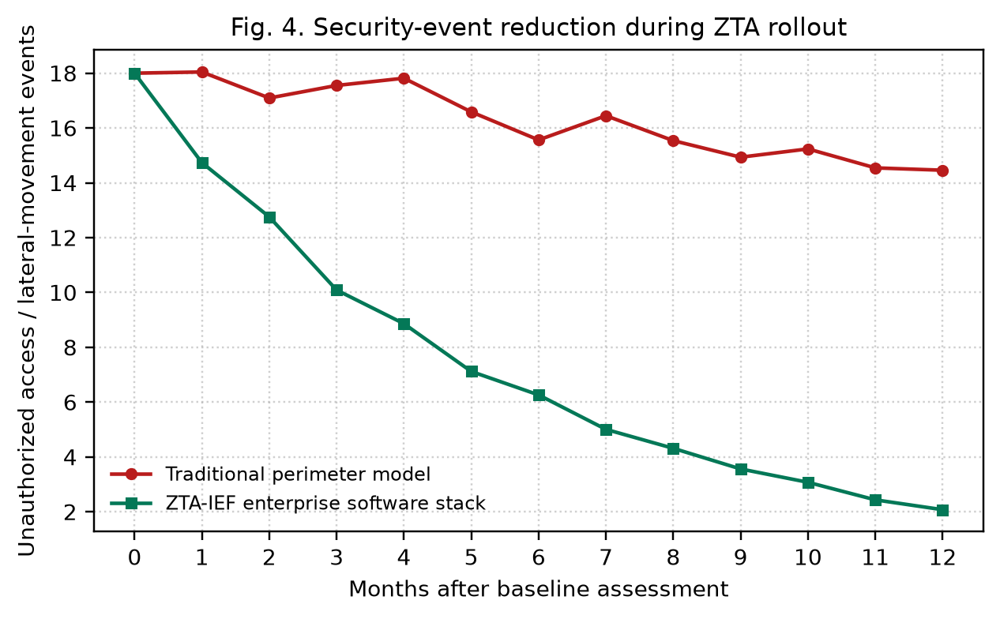 Fig. 4. Security-event reduction during ZTA rollout
Unauthorized access / lateral-movement events
18
16
14
12
10
8
6
4
2
Traditional perimeter model
ZTA-IEF enterprise software stack
0 1 2 3 4 5 6 7 8 9 10 11 12
Months after baseline assessment